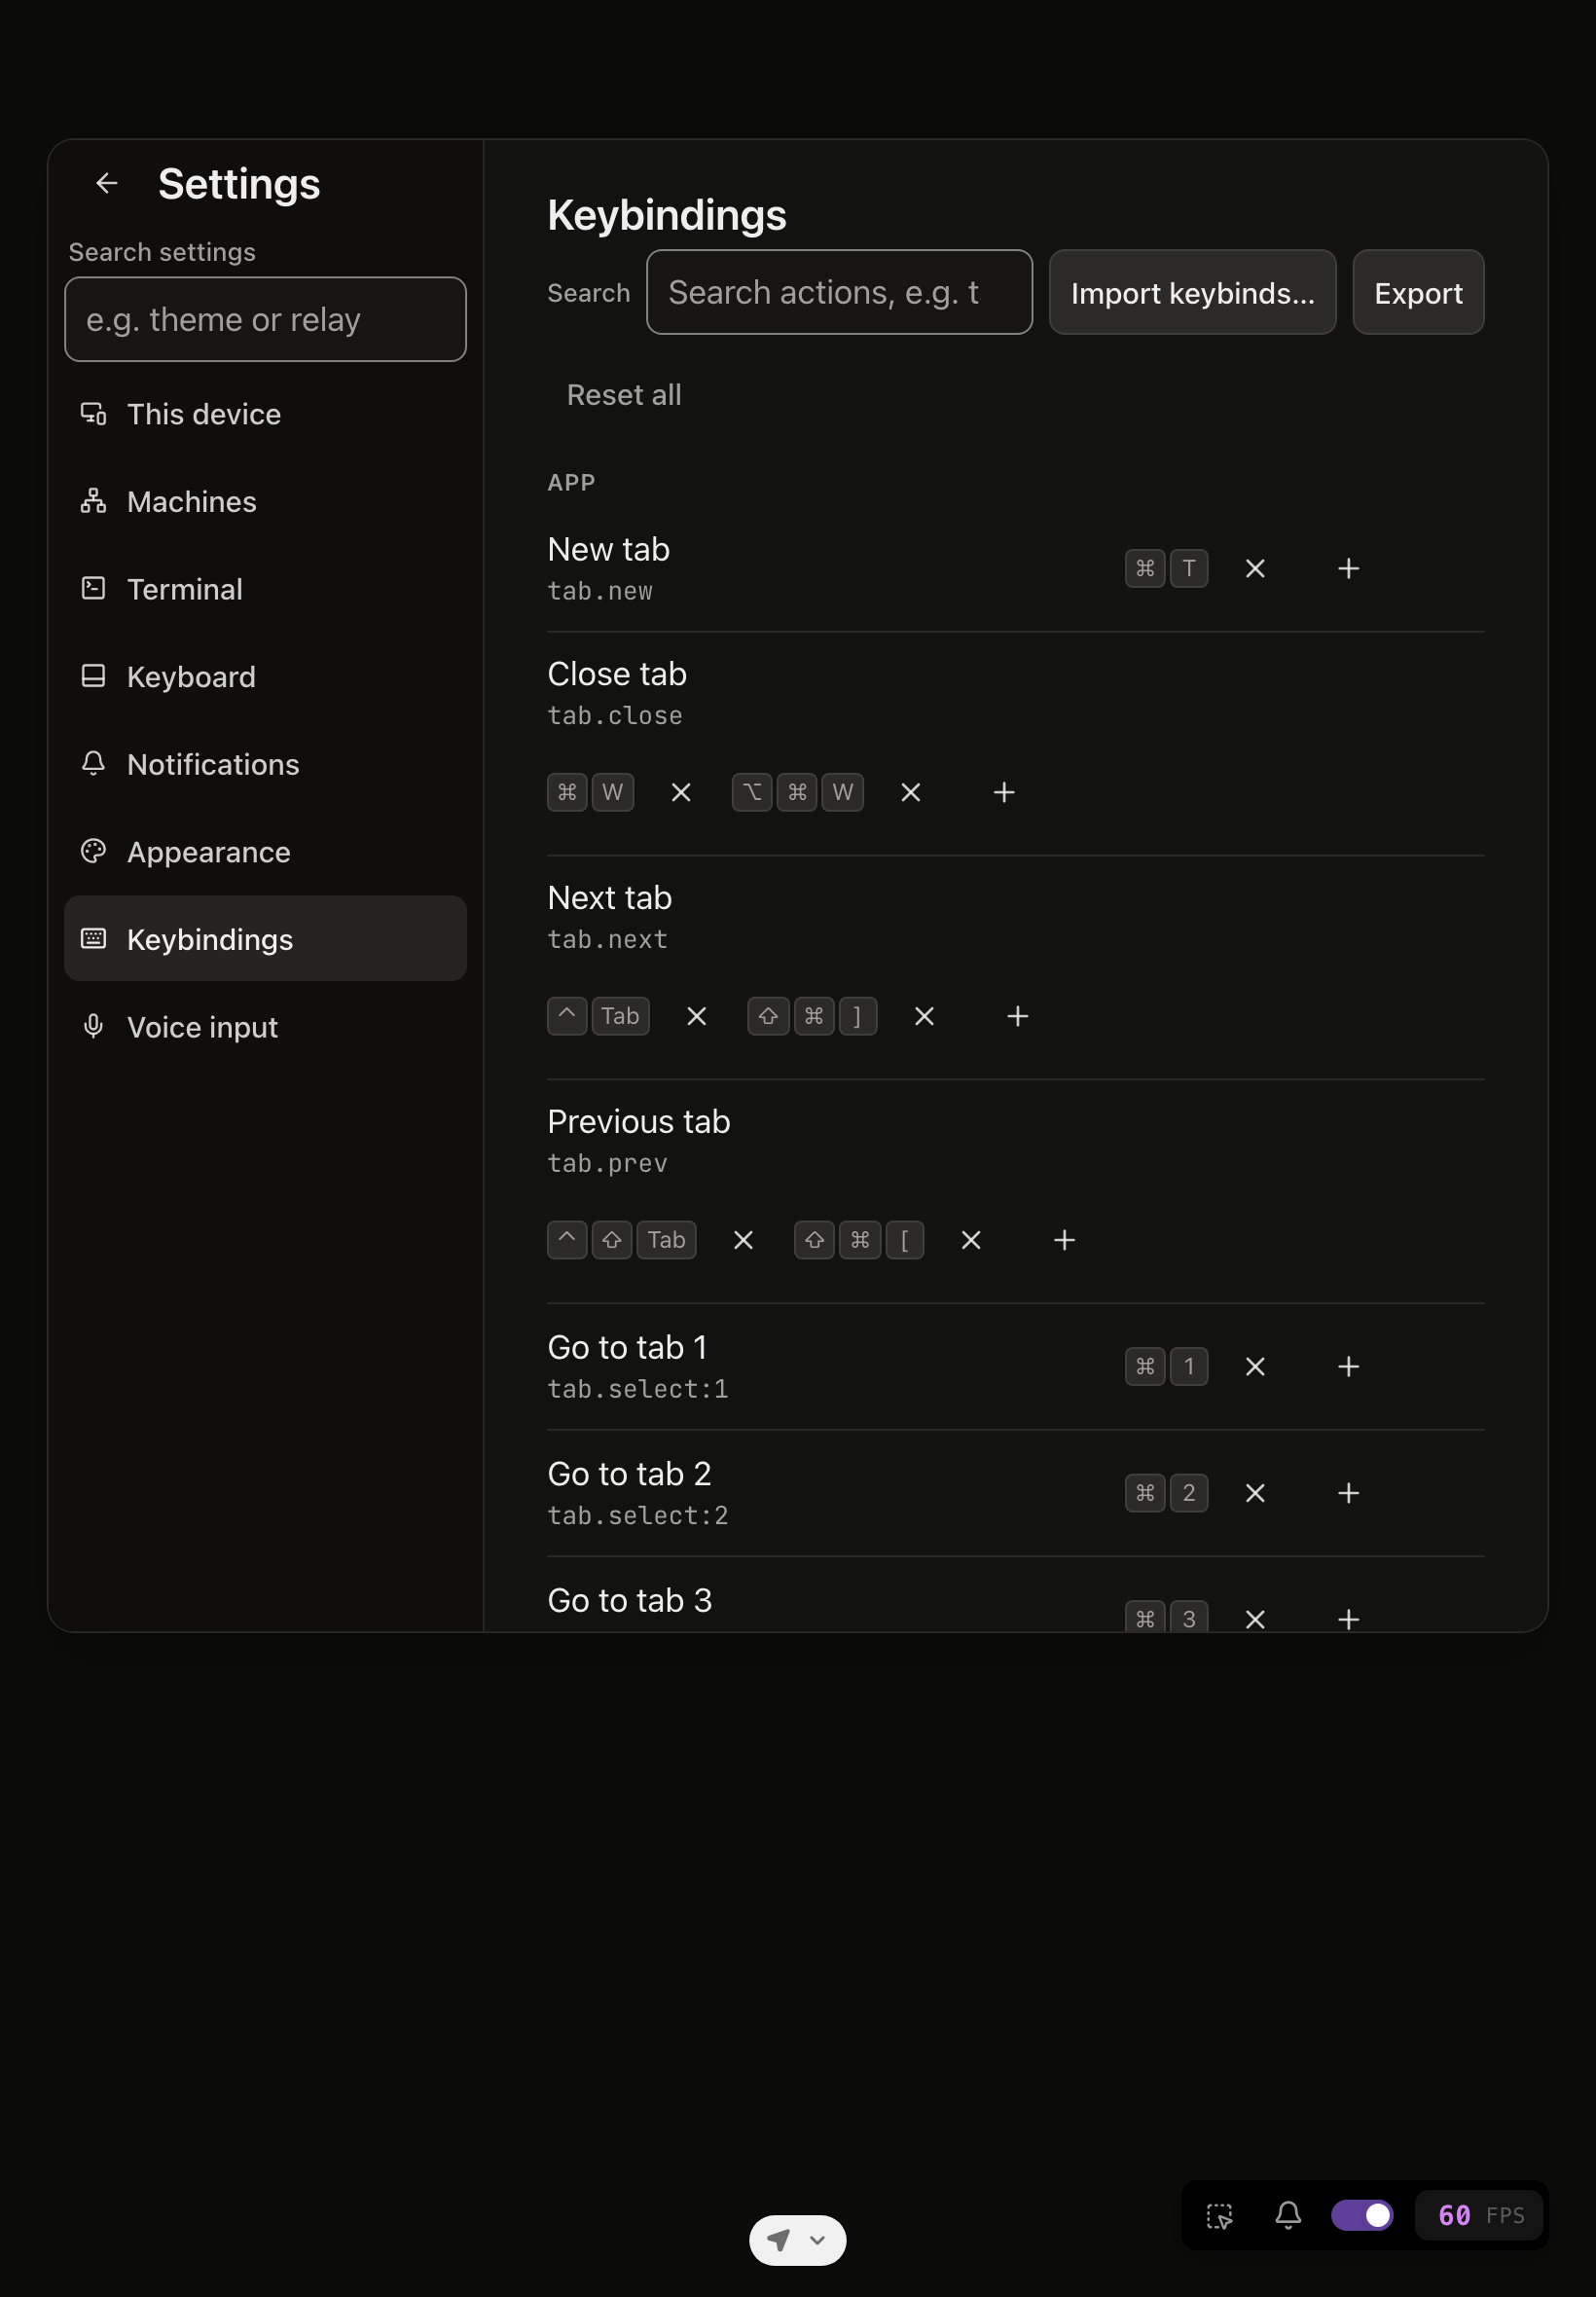 Settings
Search settings
e.g. theme or relay
This device
Machines
Terminal
Keyboard
Notifications
Appearance
Keybindings
Voice input
Keybindings
Search
Search actions, e.g. t
Import keybinds...
Export
Reset all
APP
New tab
tab.new
⌘ T
Close tab
tab.close
⌘ W ⌥ ⌘ W
Next tab
tab.next
⌃ Tab ⇧ ⌘ ]
Previous tab
tab.prev
⌃ ⇧ Tab ⇧ ⌘ [
Go to tab 1
tab.select:1
⌘ 1
Go to tab 2
tab.select:2
⌘ 2
Go to tab 3
⌘ 3
60 FPS